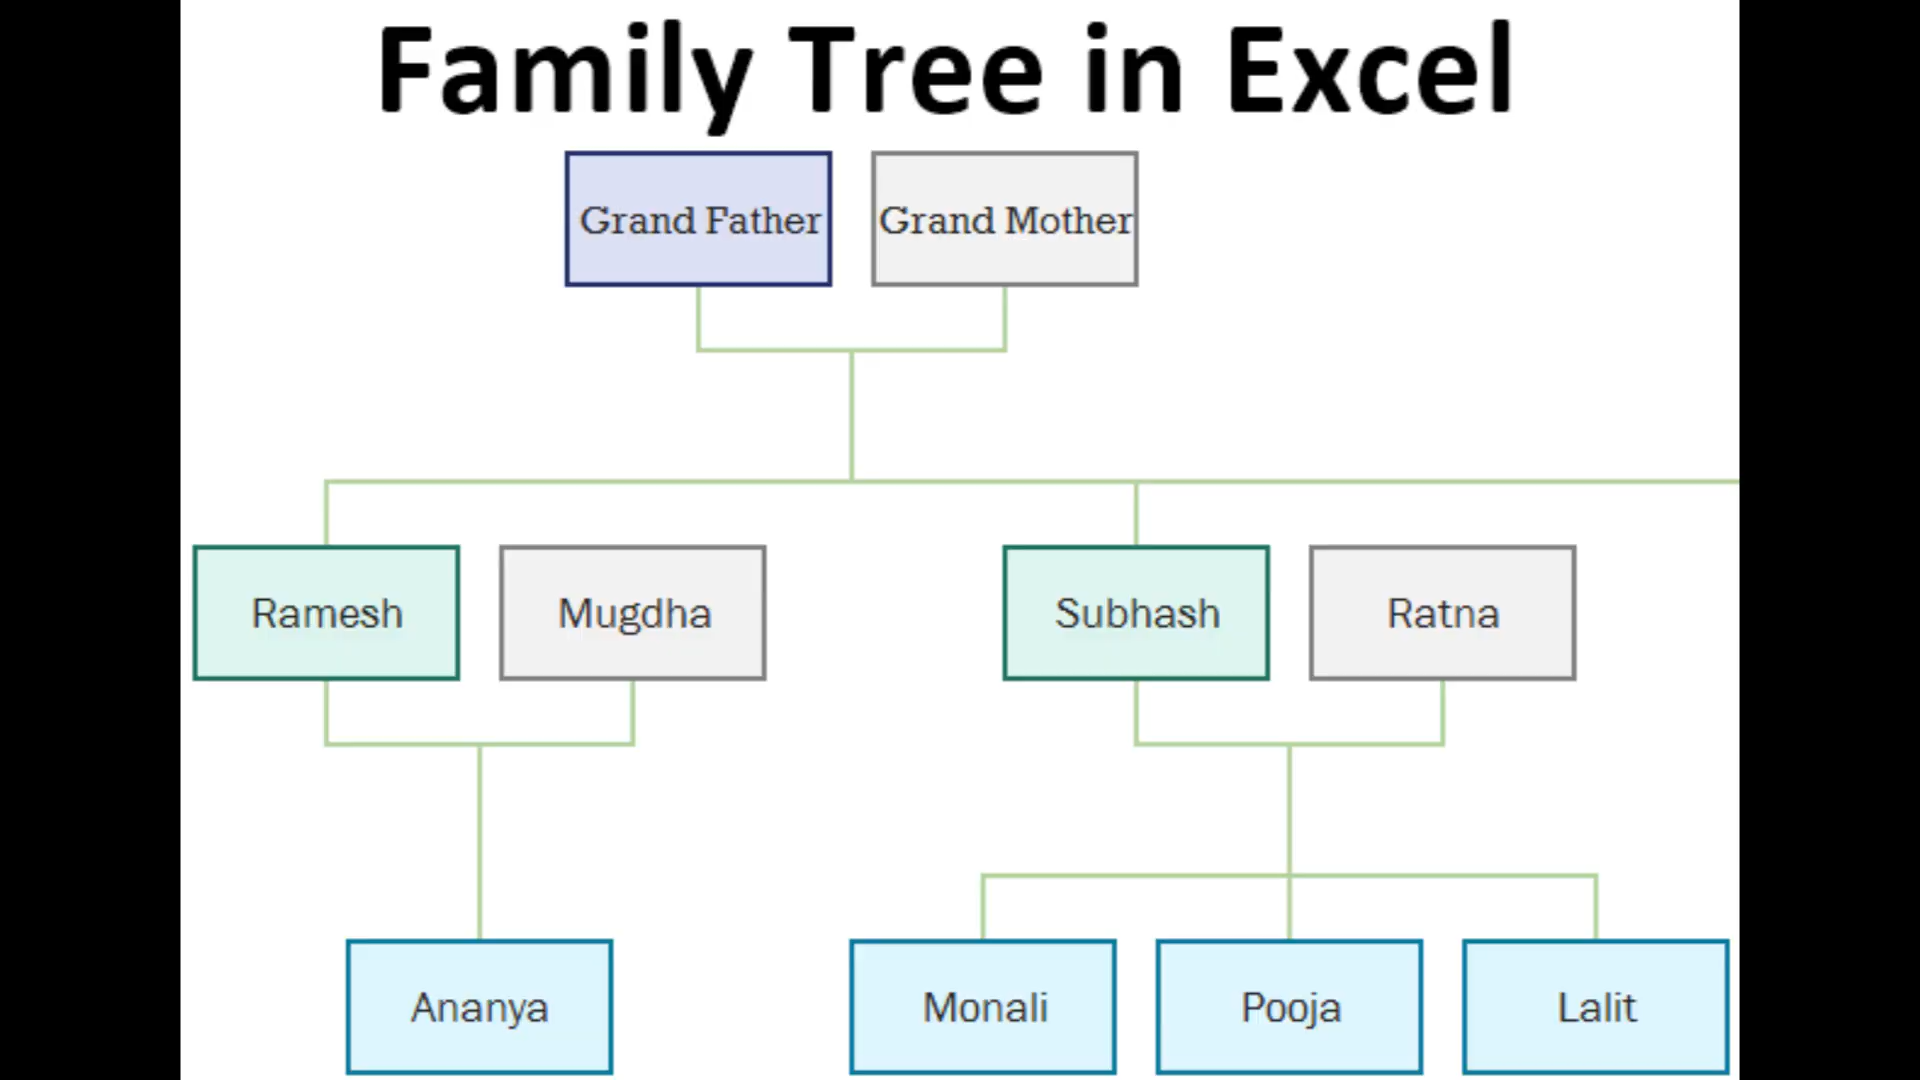 Family Tree in Excel
Grand Father
Grand Mother
Ramesh
Mugdha
Subhash
Ratna
Ananya
Monali
Pooja
Lalit